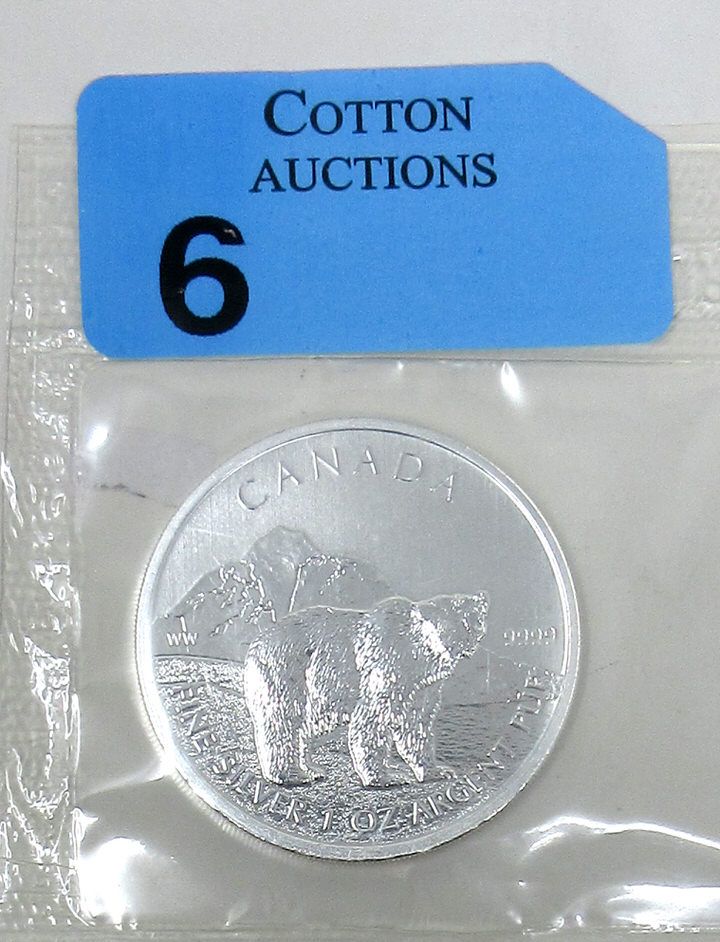 COTTON
AUCTIONS
6
CANADA
WW
9999
FINE SILVER 1 OZ ARGENT PUR